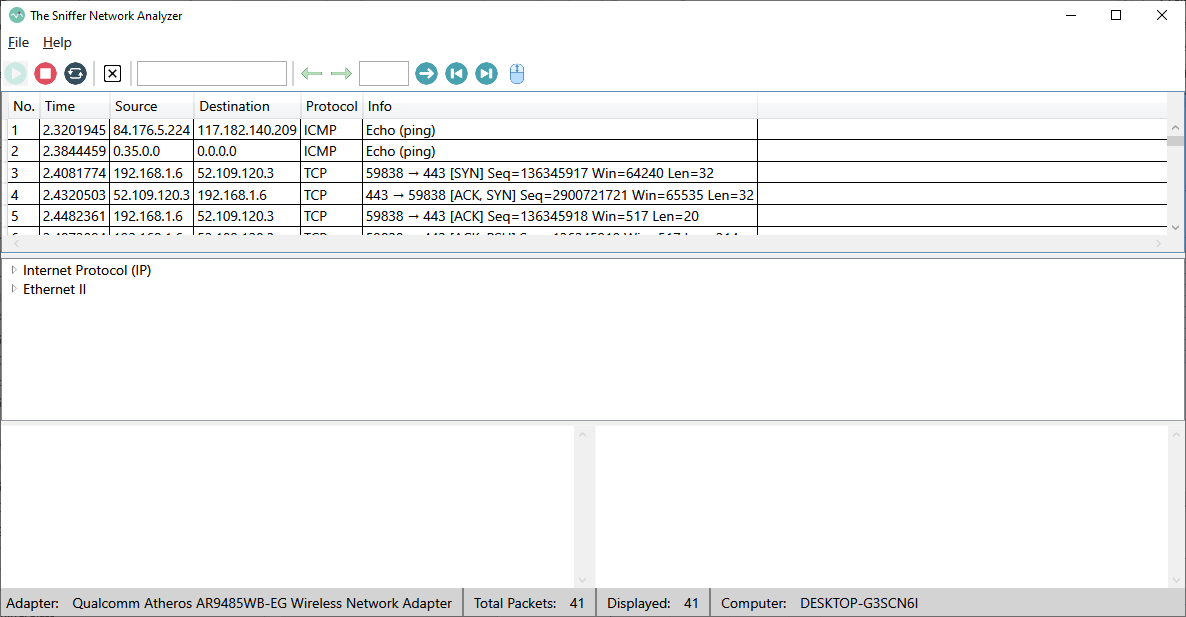 The Sniffer Network Analyzer
File Help
No. Time Source Destination Protocol Info
1 2.3201945 84.176.5.224 117.182.140.209 ICMP Echo (ping)
2 2.3844459 0.35.0.0 0.0.0.0 ICMP Echo (ping)
3 2.4081774 192.168.1.6 52.109.120.3 TCP 59838 → 443 [SYN] Seq=136345917 Win=64240 Len=32
4 2.4320503 52.109.120.3 192.168.1.6 TCP 443 → 59838 [ACK, SYN] Seq=2900721721 Win=65535 Len=32
5 2.4482361 192.168.1.6 52.109.120.3 TCP 59838 → 443 [ACK] Seq=136345918 Win=517 Len=20
Internet Protocol (IP)
Ethernet II
Adapter: Qualcomm Atheros AR9485WB-EG Wireless Network Adapter Total Packets: 41 Displayed: 41 Computer: DESKTOP-G3SCN6I